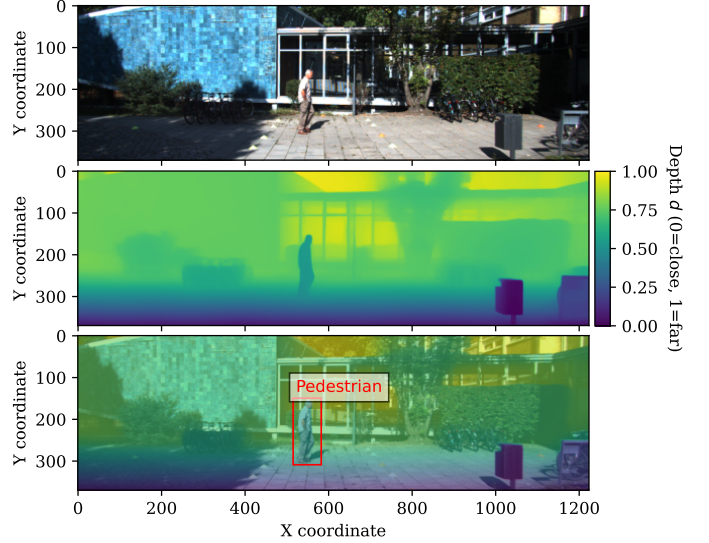 0
100
200
300
Y coordinate
0
100
200
300
Y coordinate
1.00
0.75
0.50
0.25
0.00
Depth d (0=close, 1=far)
0
100
200
300
Y coordinate
Pedestrian
0 200 400 600 800 1000 1200
X coordinate